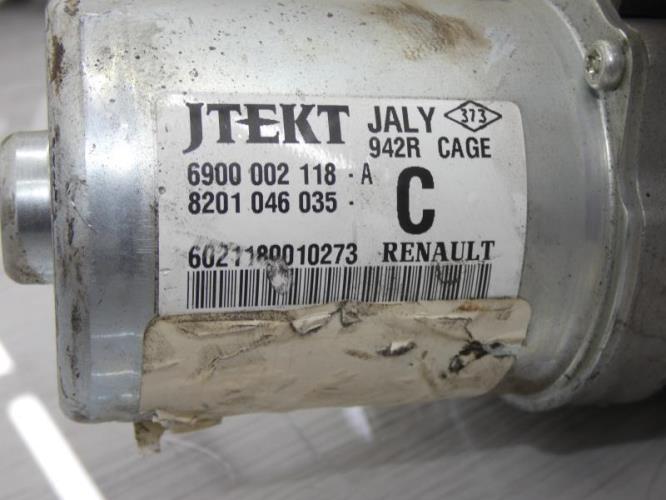 JTEKT JALY 373
942R CAGE
6900 002 118 - A
8201 046 035 - C
6021180010273 RENAULT